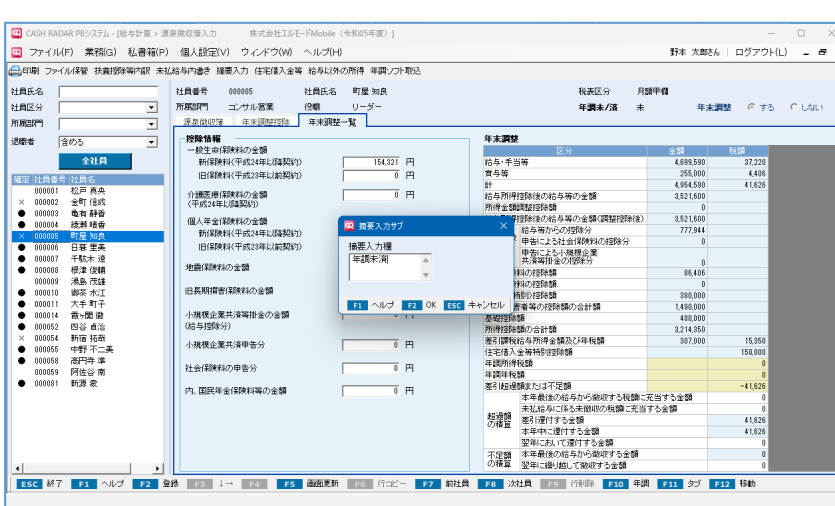 CASH RADAR PBシステム - [給与計算 > 源泉徴収簿入力　株式会社エルモードMobile（令和05年度）]
ファイル(F) 業務(G) 私書箱(P) 個人設定(V) ウィンドウ(W) ヘルプ(H) 野本 太郎さん ログアウト(L)
印刷 ファイル保管 扶養控除等内訳 未払給与内書き 摘要入力 住宅借入金等 給与以外の所得 年調ソフト取込
社員氏名
社員区分
所属部門
退職者 含める
全社員
確定 社員番号 社員名
000001 松戸 真央
× 000002 金町 信成
● 000003 亀有 静香
● 000004 綾瀬 晴香
× 000005 町屋 知良
● 000006 日暮 里美
● 000007 千駄木 遼
● 000008 根津 俊輔
000009 湯島 茂雄
● 000010 御茶 水江
● 000011 大手 町子
● 000014 霞ヶ関 徹
● 000052 四谷 直治
× 000054 新宿 拓哉
● 000055 中野 不二美
● 000058 高円寺 準
000059 阿佐谷 南
● 000081 新源 愛
社員番号 000005 社員氏名 町屋 知良 税表区分 月額甲欄
所属部門 コンサル営業 役職 リーダー 年調未/済 未 年末調整 する しない
源泉徴収簿 年末調整控除 年末調整一覧
控除情報
一般生命保険料の金額
新保険料(平成24年以降契約) 154,321 円
旧保険料(平成23年以前契約) 0 円
介護医療保険料の金額 0 円
(平成24年以降契約)
個人年金保険料の金額
新保険料(平成24年以降契約)
旧保険料(平成23年以前契約)
地震保険料の金額
旧長期損害保険料の金額
小規模企業共済等掛金の金額 0 円
(給与控除分)
小規模企業共済申告分 0 円
社会保険料の申告分 0 円
内、国民年金保険料等の金額 0 円
摘要入力サブ
摘要入力欄
年調未済
F1 ヘルプ F2 OK ESC キャンセル
年末調整
区分 金額 税額
給与・手当等 4,699,590 37,220
賞与等 255,000 4,406
計 4,954,590 41,626
給与所得控除後の給与等の金額 3,521,600
所得金額調整控除額 0
控除後の給与等の金額(調整控除後) 3,521,600
給与等からの控除分 777,944
申告による社会保険料の控除分 0
申告による小規模企業
共済等掛金の控除分 0
料の控除額 86,406
料の控除額 0
特別の控除額 380,000
害者等の控除額の合計額 1,490,000
基礎控除額 480,000
所得控除額の合計額 3,214,350
差引課税給与所得金額及び年税額 307,000 15,350
住宅借入金等特別控除額 150,000
年調所得税額 0
年調年税額 0
差引超過額または不足額 -41,626
超過額の精算
本年最後の給与から徴収する税額に充当する金額 0
未払給与に係る未徴収の税額に充当する金額 0
差引還付する金額 41,626
本年中に還付する金額 41,626
翌年において還付する金額 0
不足額の精算
本年最後の給与から徴収する金額 0
翌年に繰り越して徴収する金額 0
ESC 終了 F1 ヘルプ F2 登録 F3 ↓→ F4 F5 画面更新 F6 行コピー F7 前社員 F8 次社員 F9 行削除 F10 年調 F11 タブ F12 移動